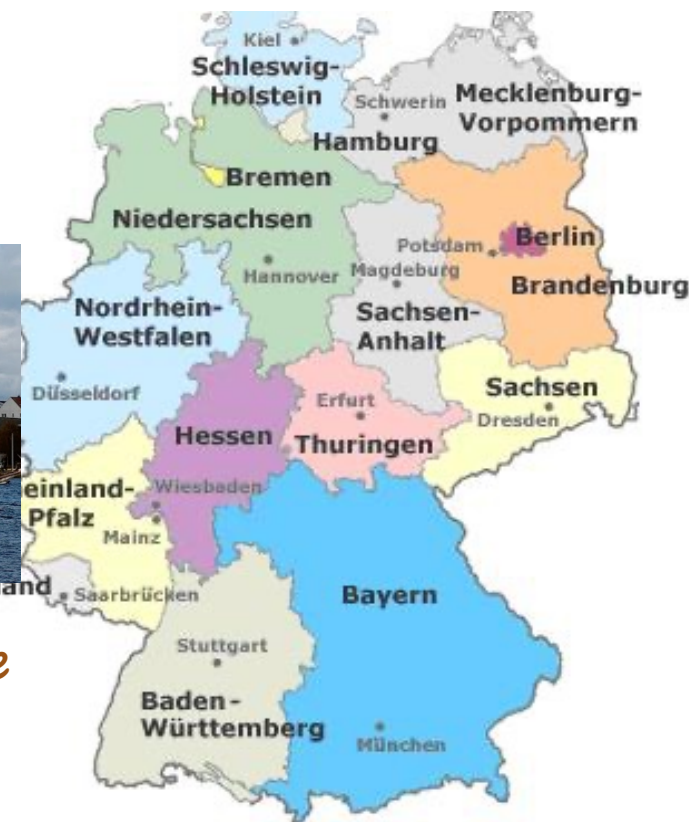 Kiel
Schleswig-
Holstein
Schwerin
Mecklenburg-
Vorpommern
Hamburg
Bremen
Niedersachsen
Hannover
Potsdam
Berlin
Magdeburg
Brandenburg
Nordrhein-
Westfalen
Sachsen-
Anhalt
Düsseldorf
Sachsen
Dresden
Erfurt
Hessen
Thuringen
Wiesbaden
einland-
Pfalz
Mainz
and
Saarbrücken
Bayern
Stuttgart
Baden-
Württemberg
München
e